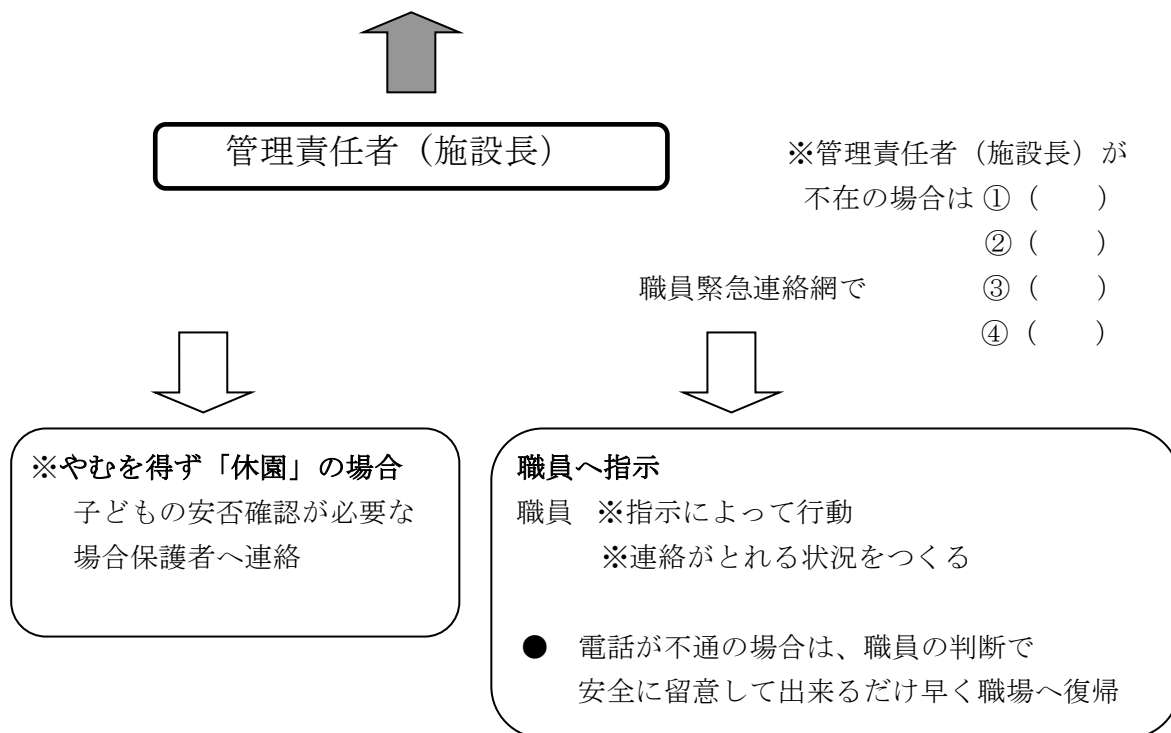 管理責任者（施設長）
※管理責任者（施設長）が
不在の場合は ①（　　）
②（　　）
職員緊急連絡網で　③（　　）
④（　　）
※やむを得ず「休園」の場合
子どもの安否確認が必要な
場合保護者へ連絡
職員へ指示
職員　※指示によって行動
※連絡がとれる状況をつくる
●　電話が不通の場合は、職員の判断で
安全に留意して出来るだけ早く職場へ復帰